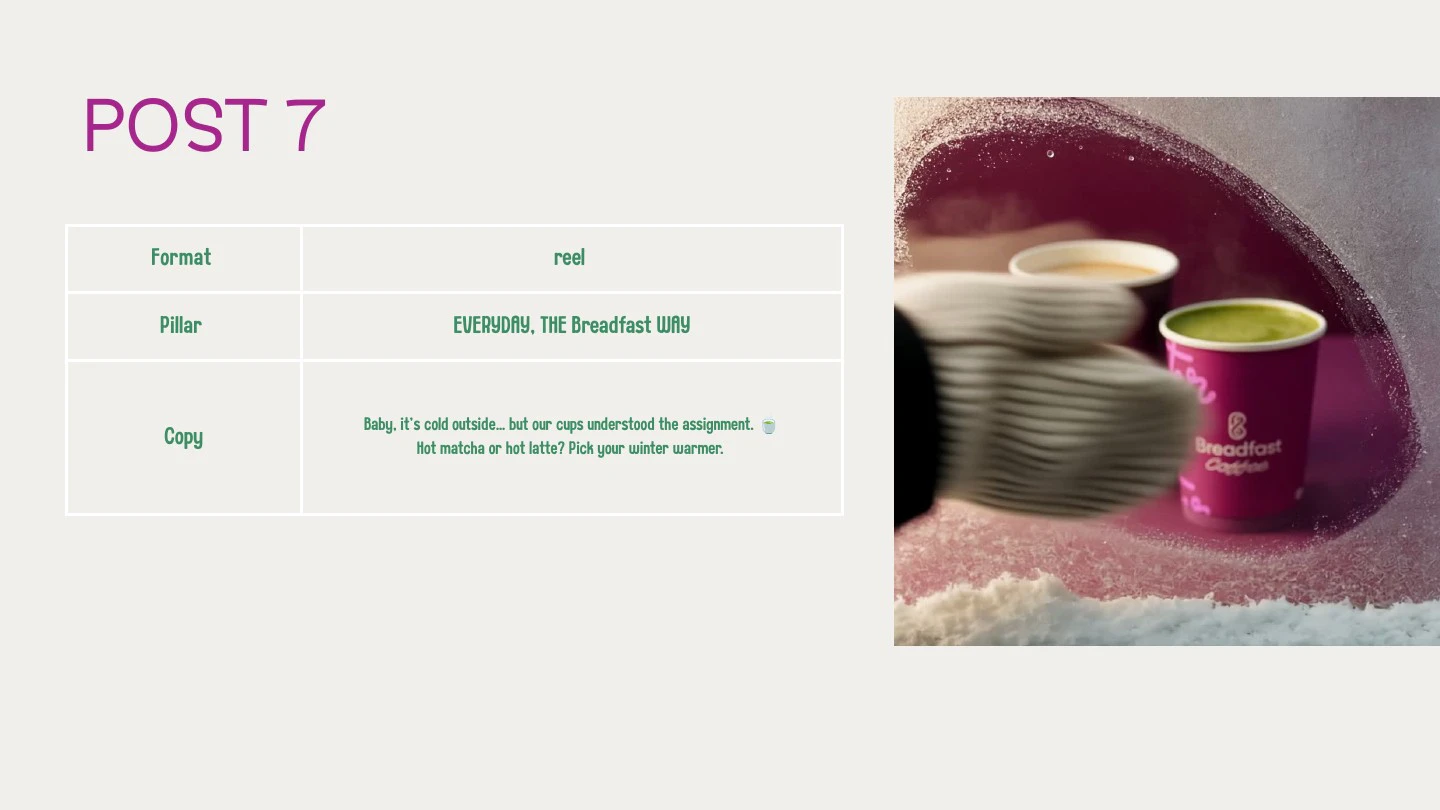 POST 7
Format
reel
Pillar
EVERYDAY, THE Breadfast WAY
Copy
Baby, it's cold outside... but our cups understood the assignment. 🍵
Hot matcha or hot latte? Pick your winter warmer.
Breadfast
Coffee